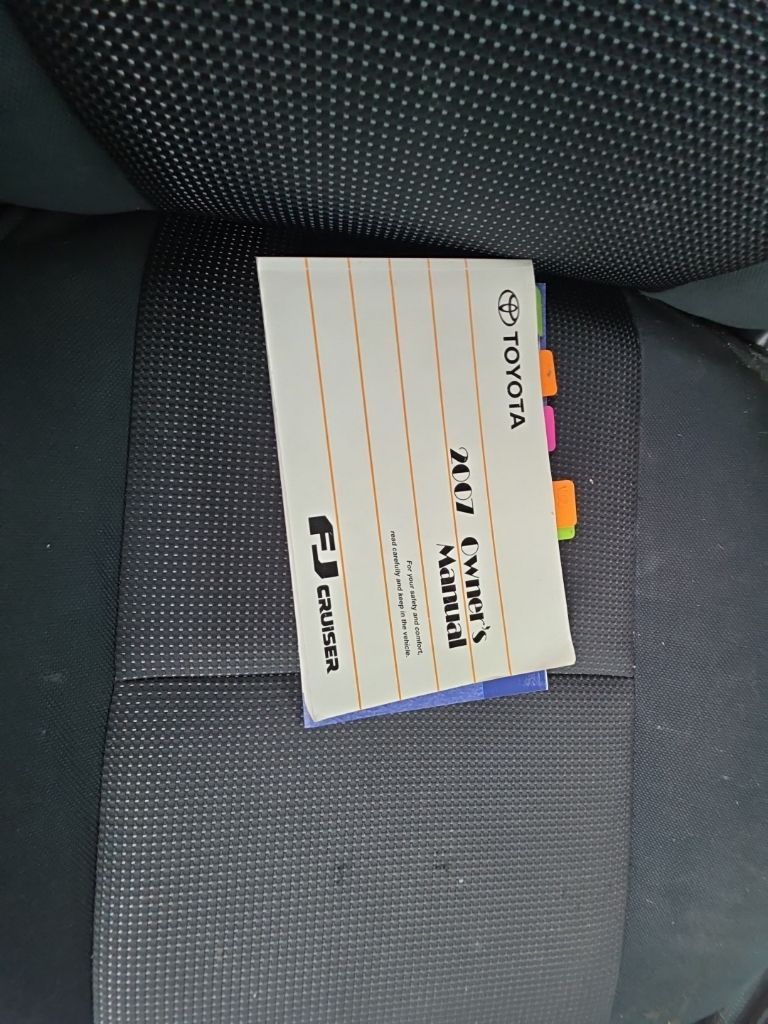 TOYOTA
2007 Owner's
Manual
For your safety and comfort,
read carefully and keep in the vehicle.
FJ CRUISER